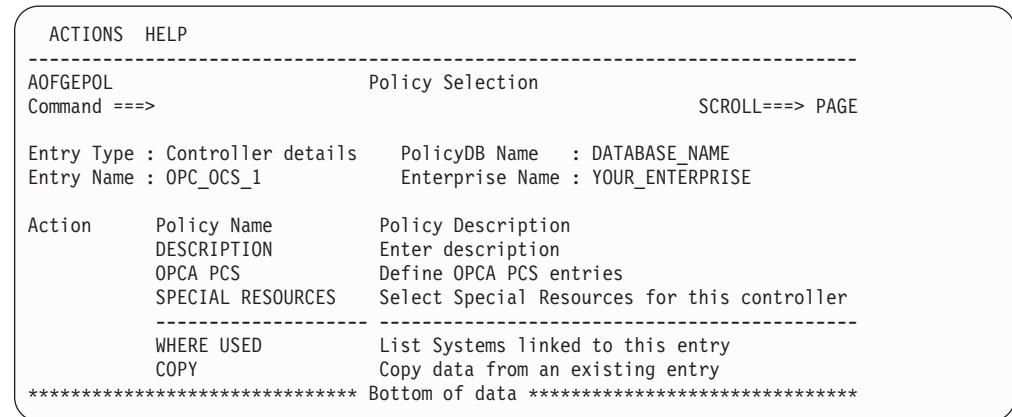 ACTIONS HELP
------------------------------------------------------------------------------
AOFGEPOL Policy Selection
Command ===> SCROLL===> PAGE
Entry Type : Controller details PolicyDB Name : DATABASE_NAME
Entry Name : OPC_OCS_1 Enterprise Name : YOUR_ENTERPRISE
Action Policy Name Policy Description
DESCRIPTION Enter description
OPCA PCS Define OPCA PCS entries
SPECIAL RESOURCES Select Special Resources for this controller
-------------------- ---------------------------------------------
WHERE USED List Systems linked to this entry
COPY Copy data from an existing entry
******************************* Bottom of data *******************************